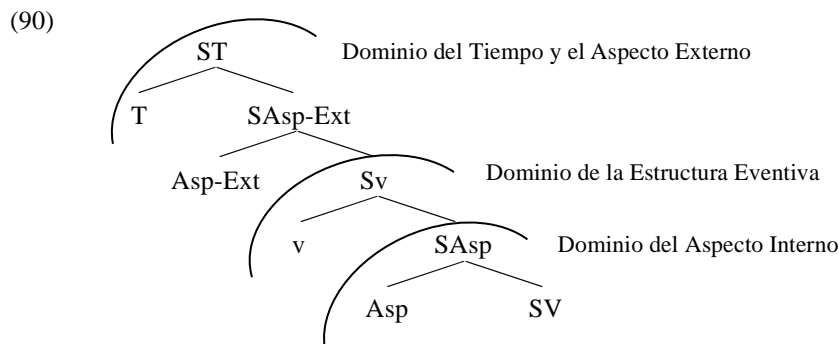 (90)
ST Dominio del Tiempo y el Aspecto Externo
T SAsp-Ext
Asp-Ext Sv Dominio de la Estructura Eventiva
v SAsp Dominio del Aspecto Interno
Asp SV